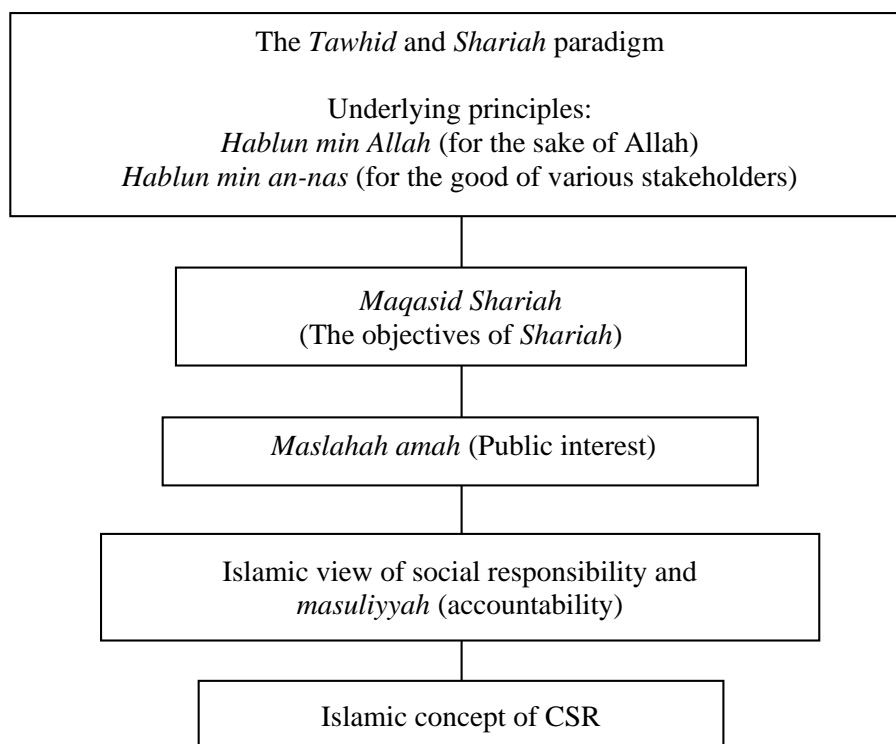 The Tawhid and Shariah paradigm
Underlying principles:
Hablun min Allah (for the sake of Allah)
Hablun min an-nas (for the good of various stakeholders)
Maqasid Shariah
(The objectives of Shariah)
Maslahah amah (Public interest)
Islamic view of social responsibility and
masuliyyah (accountability)
Islamic concept of CSR